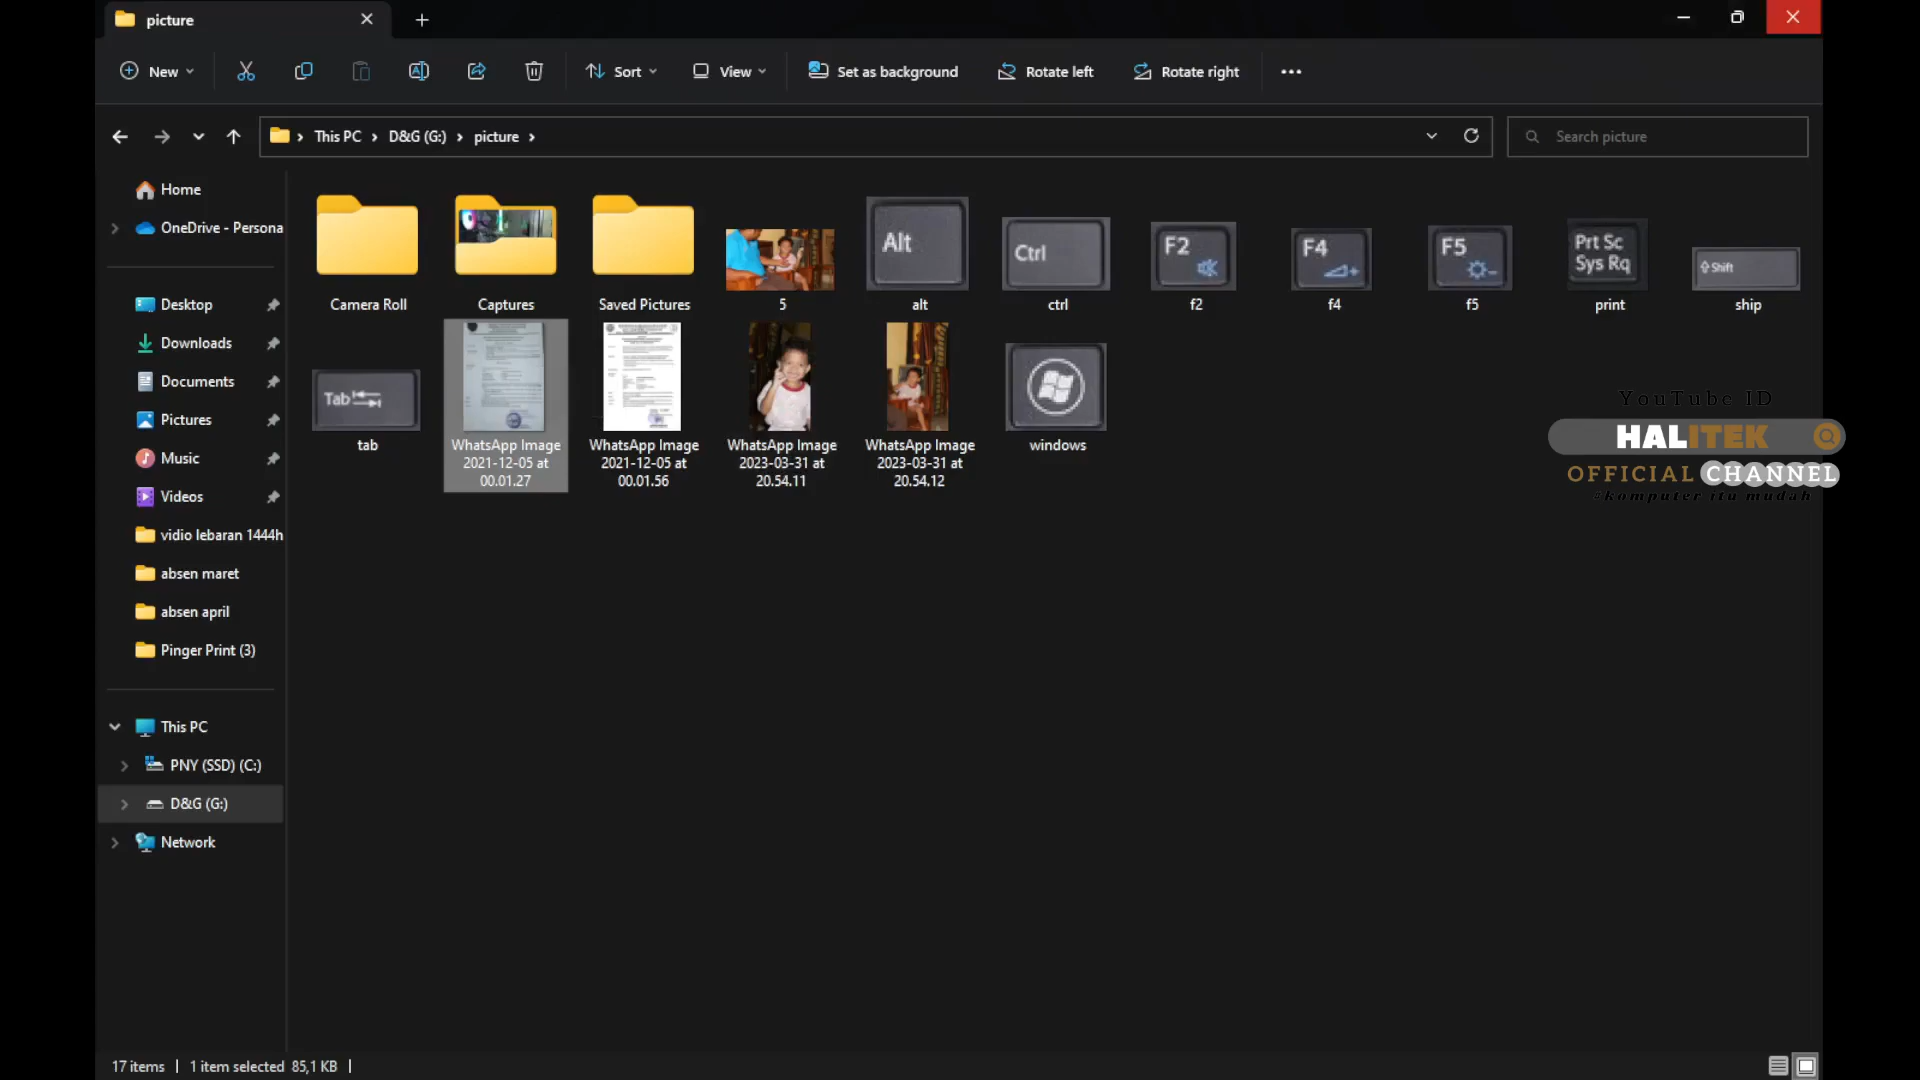 picture
New
Sort
View
Set as background
Rotate left
Rotate right
This PC
D&G (G:)
picture
Search picture
Home
OneDrive - Persona
Desktop
Downloads
Documents
Pictures
Music
Videos
vidio lebaran 1444h
absen maret
absen april
Pinger Print (3)
This PC
PNY (SSD) (C:)
D&G (G:)
Network
Camera Roll
Captures
Saved Pictures
5
Alt
alt
Ctrl
ctrl
F2
f2
F4
f4
F5
f5
Prt Sc
Sys Rq
print
Shift
ship
Tab
tab
WhatsApp Image
2021-12-05 at
00.01.27
WhatsApp Image
2021-12-05 at
00.01.56
WhatsApp Image
2023-03-31 at
20.54.11
WhatsApp Image
2023-03-31 at
20.54.12
windows
YouTube ID
HALITEK
OFFICIAL CHANNEL
@komputer itu mudah
17 items
1 item selected 85,1 KB